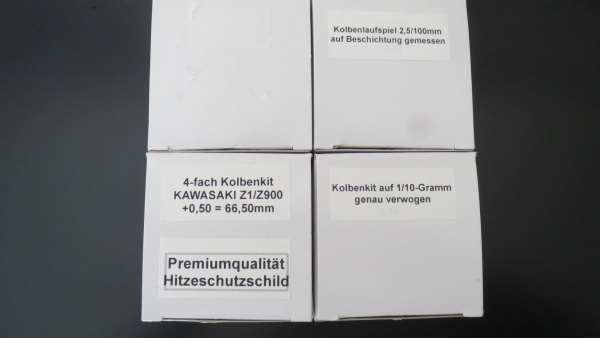 Kolbenlaufspiel 2,5/100mm
auf Beschichtung gemessen
4-fach Kolbenkit
KAWASAKI Z1/Z900
+0,50 = 66,50mm
Premiumqualität
Hitzeschutzschild
Kolbenkit auf 1/10-Gramm
genau verwogen